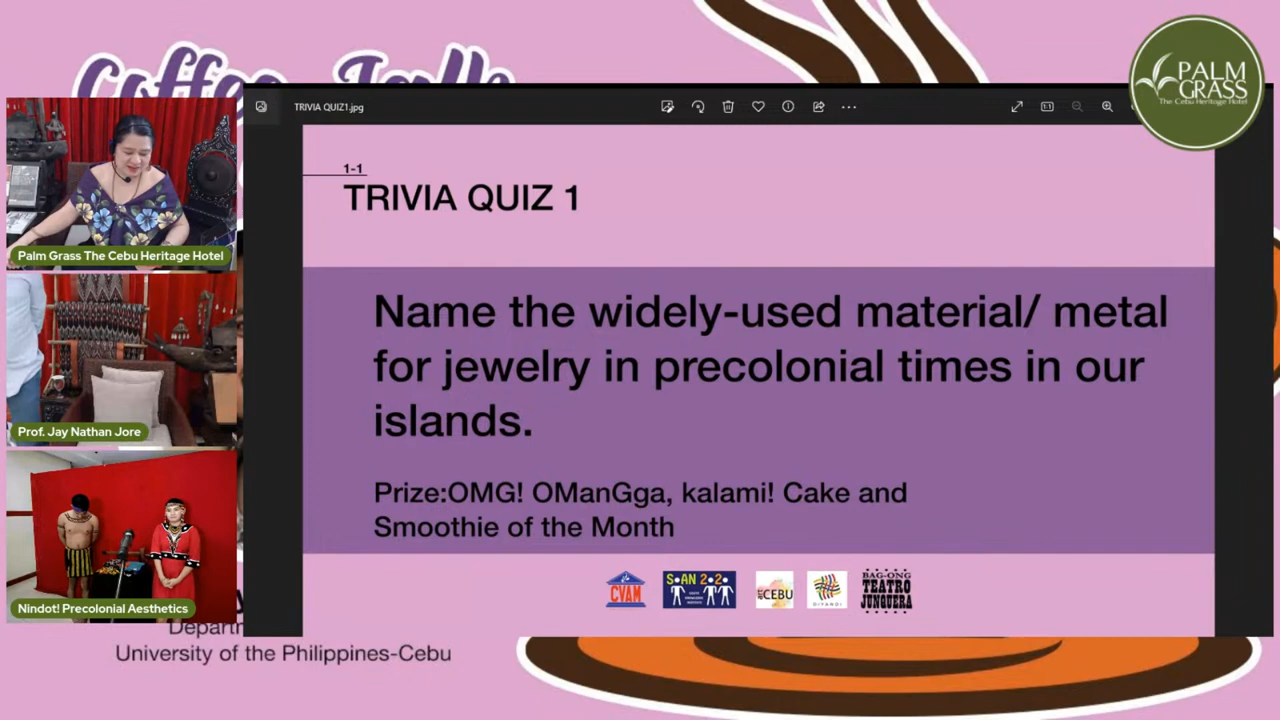 PALM
GRASS
The Cebu Heritage Hotel
TRIVIA QUIZ1.jpg
1-1
TRIVIA QUIZ 1
Name the widely-used material/ metal
for jewelry in precolonial times in our
islands.
Prize:OMG! OManGga, kalami! Cake and
Smoothie of the Month
CVAM
CEBU
DIYANDI
BAG-ONG
TEATRO
JUNQUERA
Palm Grass The Cebu Heritage Hotel
Prof. Jay Nathan Jore
Nindot! Precolonial Aesthetics
University of the Philippines-Cebu